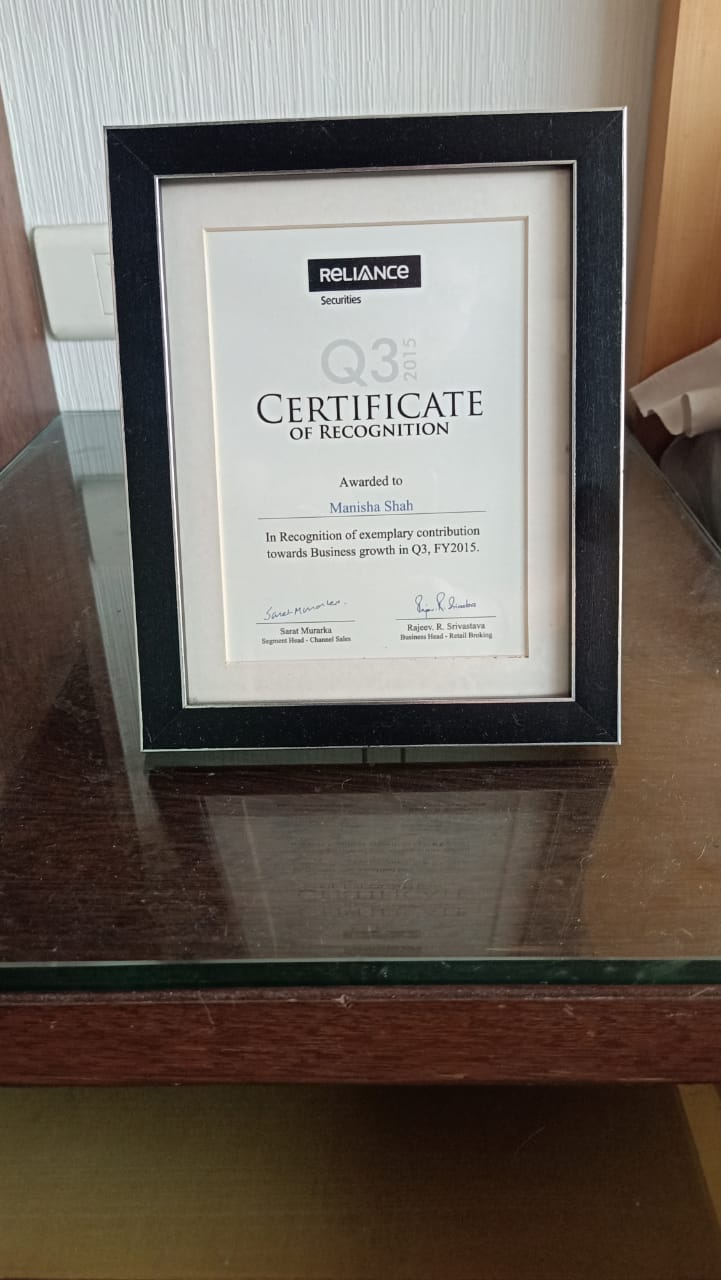 RELIANCE
Securities
Q3 2015
CERTIFICATE
OF RECOGNITION
Awarded to
Manisha Shah
In Recognition of exemplary contribution
towards Business growth in Q3, FY2015.
Sarat Murarka
Segment Head - Channel Sales
Rajeev. R. Srivastava
Business Head - Retail Broking